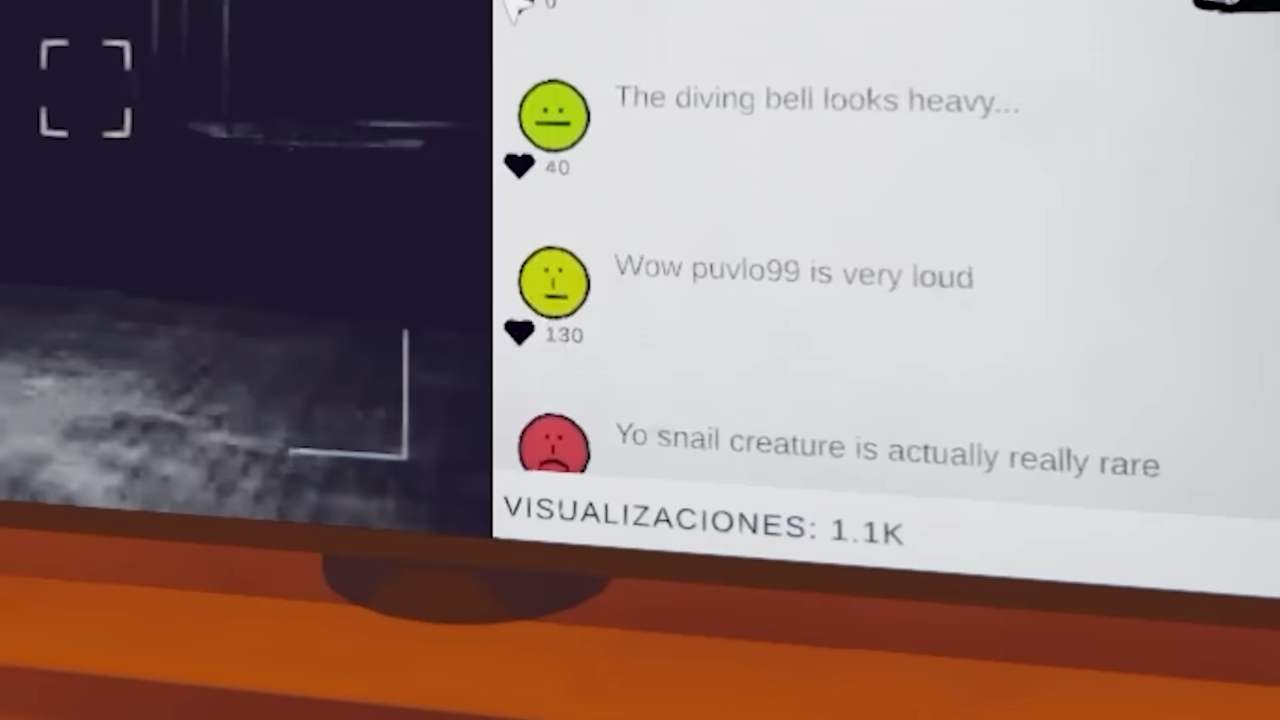 0
The diving bell looks heavy...
40
Wow puvlo99 is very loud
130
Yo snail creature is actually really rare
VISUALIZACIONES: 1.1K